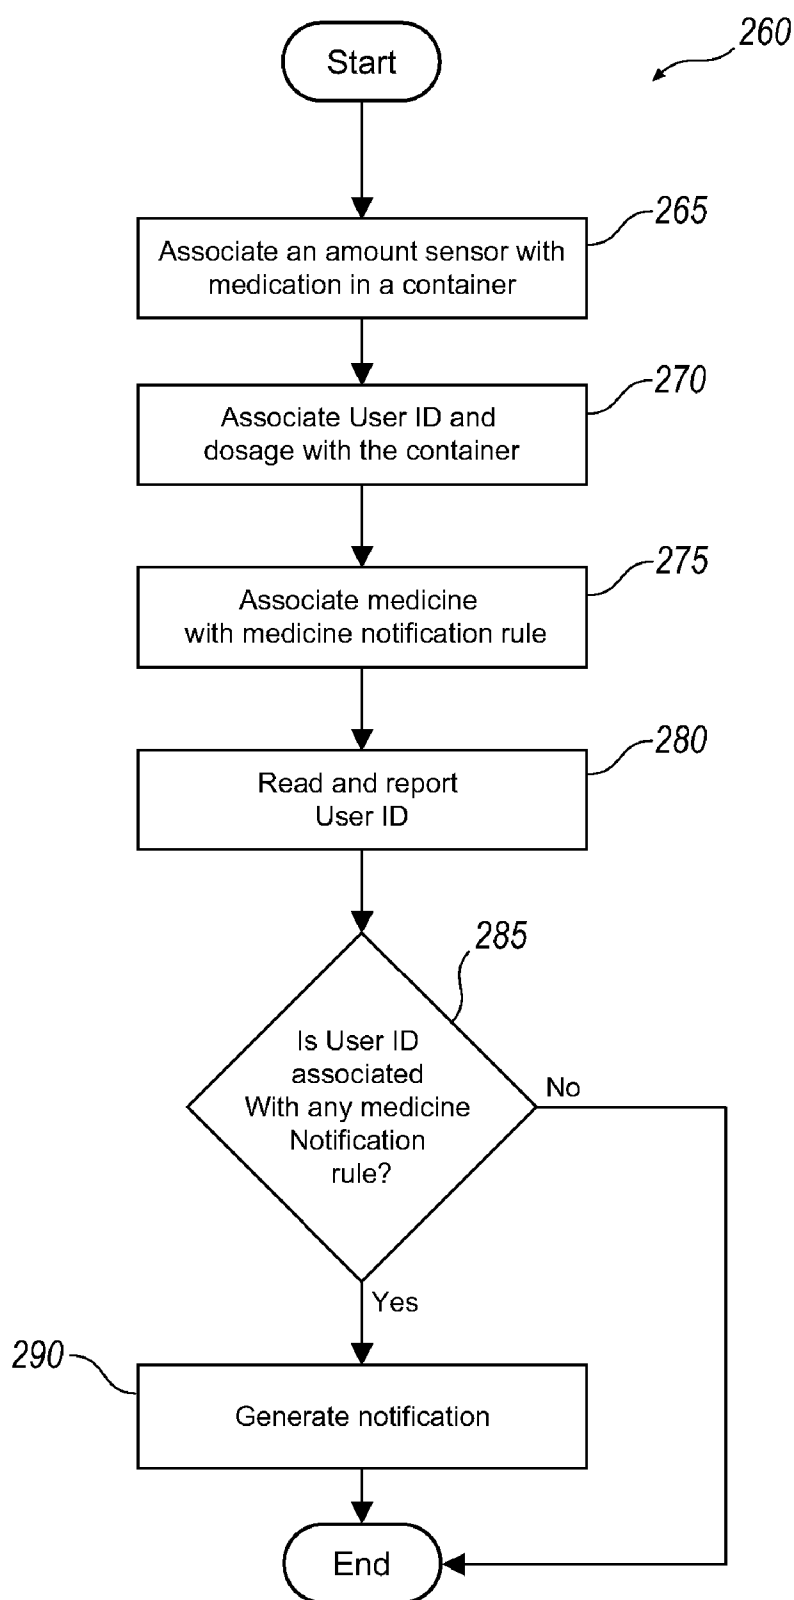 Start
260
265
Associate an amount sensor with
medication in a container
270
Associate User ID and
dosage with the container
275
Associate medicine
with medicine notification rule
280
Read and report
User ID
285
Is User ID
associated
With any medicine
Notification
rule?
No
Yes
290
Generate notification
End